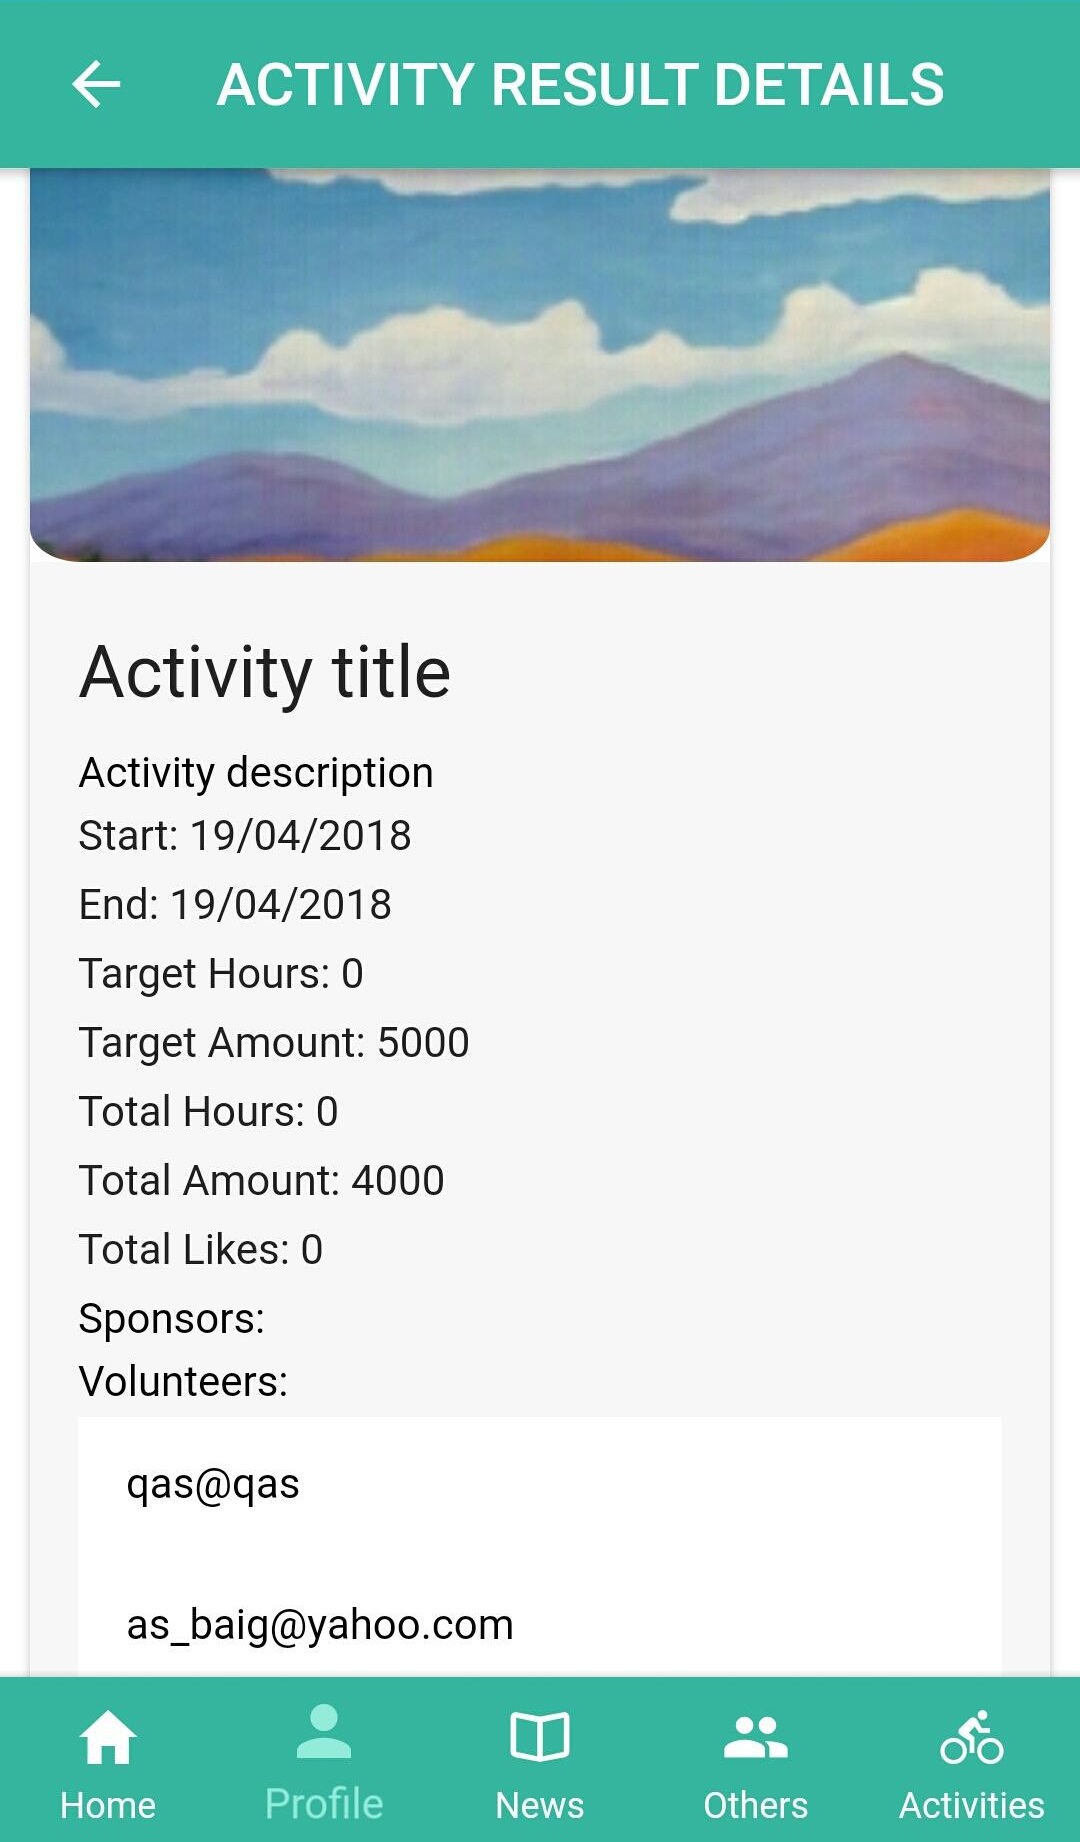 ACTIVITY RESULT DETAILS
Activity title
Activity description
Start: 19/04/2018
End: 19/04/2018
Target Hours: 0
Target Amount: 5000
Total Hours: 0
Total Amount: 4000
Total Likes: 0
Sponsors:
Volunteers:
qas@qas
as_baig@yahoo.com
Home Profile News Others Activities